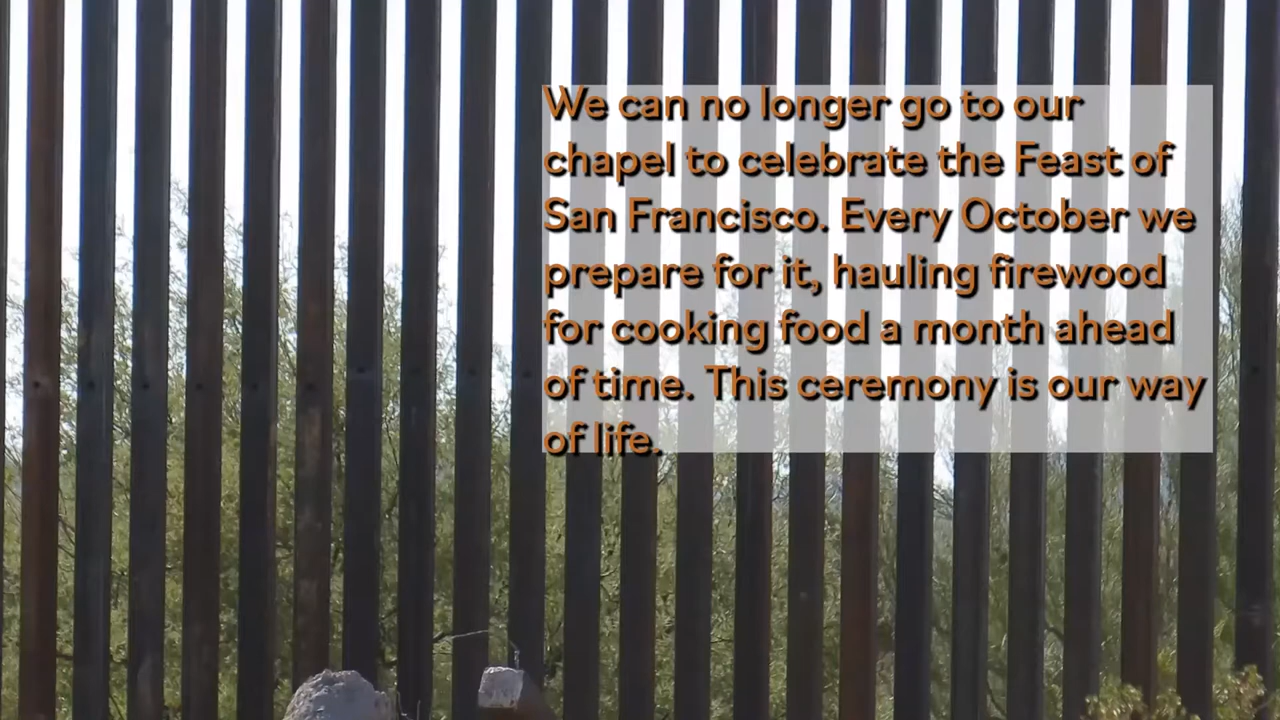 We can no longer go to our
chapel to celebrate the Feast of
San Francisco. Every October we
prepare for it, hauling firewood
for cooking food a month ahead
of time. This ceremony is our way
of life.